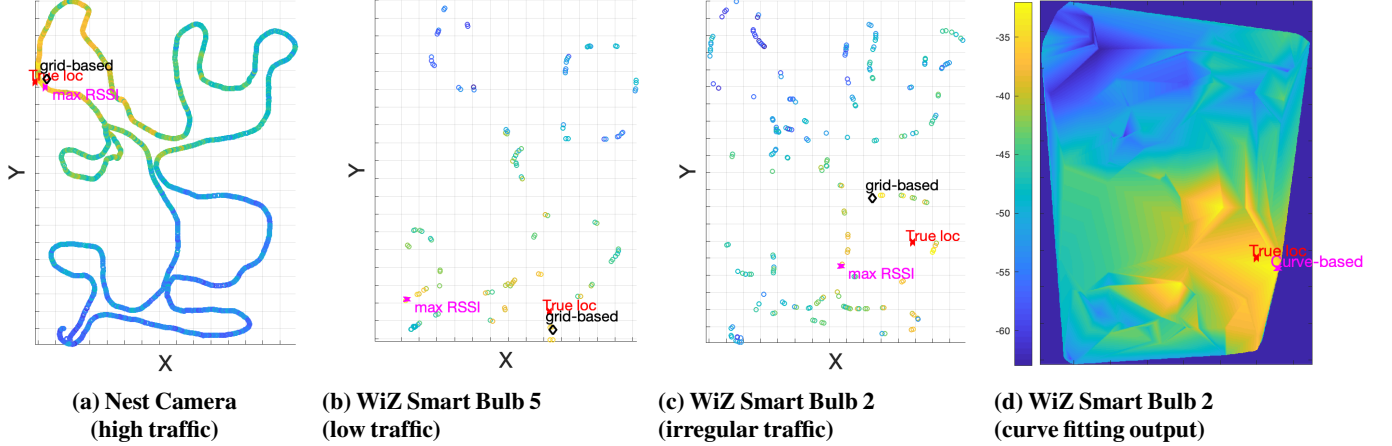 grid-based
True loc
max RSSI
Y
X
(a) Nest Camera
(high traffic)
max RSSI
True loc
grid-based
Y
X
(b) WiZ Smart Bulb 5
(low traffic)
grid-based
True loc
max RSSI
Y
X
(c) WiZ Smart Bulb 2
(irregular traffic)
-35
-40
-45
-50
-55
-60
True loc
Curve-based
(d) WiZ Smart Bulb 2
(curve fitting output)